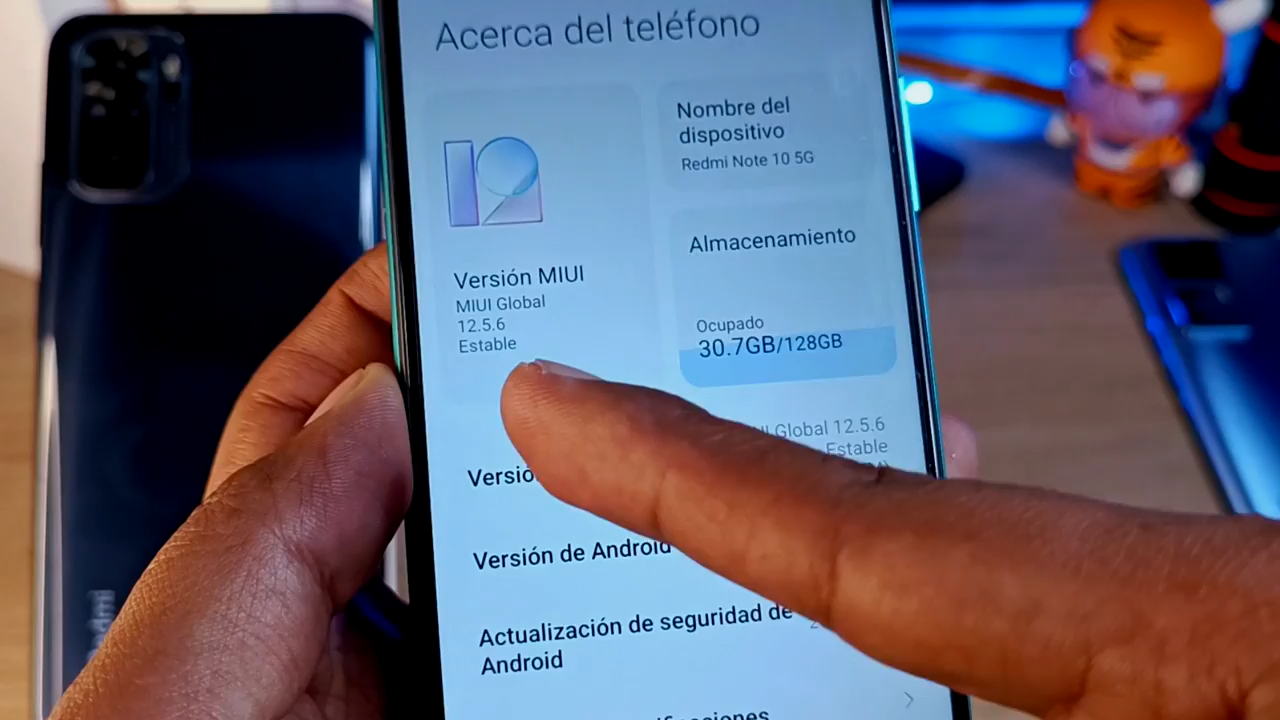 Acerca del teléfono
12
Versión MIUI
MIUI Global
12.5.6
Estable
Nombre del
dispositivo
Redmi Note 10 5G
Almacenamiento
Ocupado
30.7GB/128GB
Global 12.5.6
Estable
Versión de Android
Actualización de seguridad de
Android